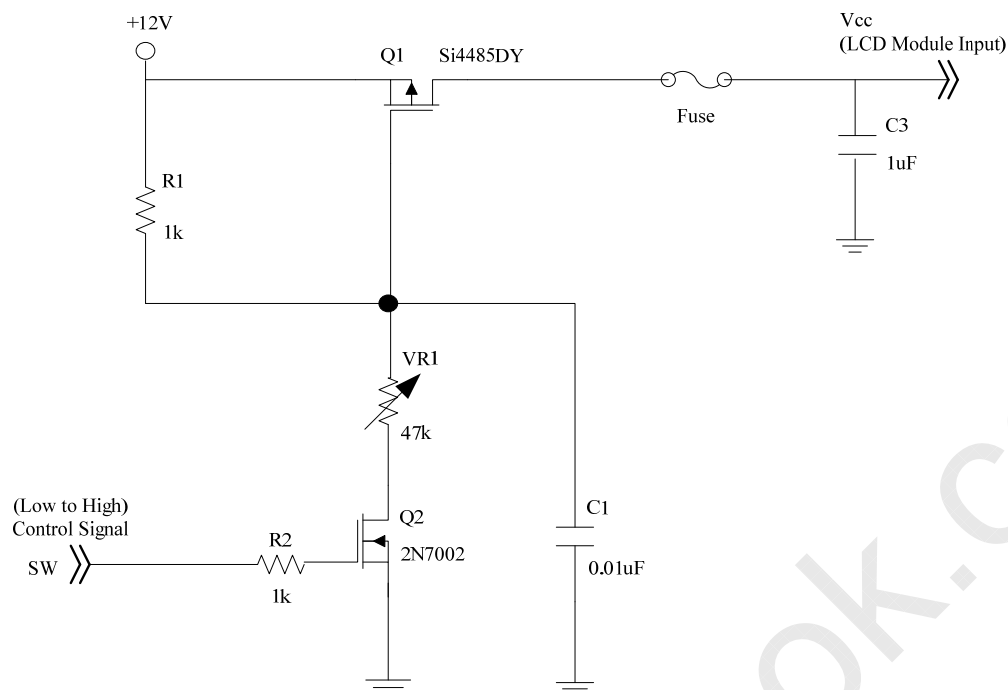 +12V
Q1
Si4485DY
Vcc
(LCD Module Input)
Fuse
C3
1uF
R1
1k
VR1
47k
(Low to High)
Control Signal
SW
R2
1k
Q2
2N7002
C1
0.01uF
ok.c